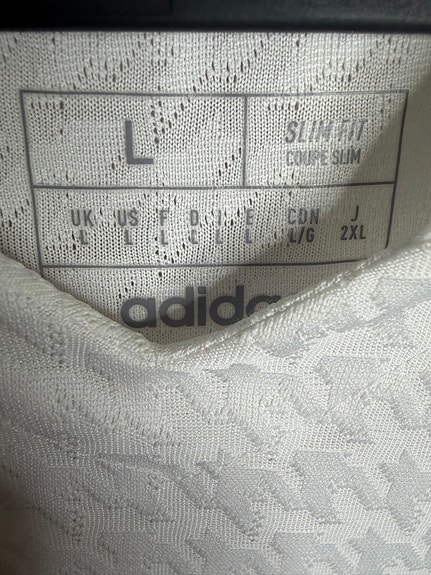 L
SLIM FIT
COUPE SLIM
UK US F D I E CDN J
L L L L L L L/G 2XL
adidas